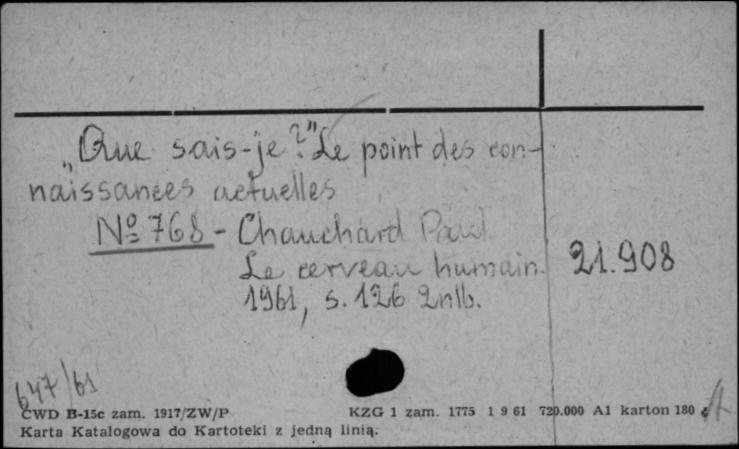 „Que sais-je?" Le point des con-
naissances actuelles
No 768 - Chauchard Paul
Le cerveau humain. 21.908
1961, s. 126 2nlb.
647/61
CWD B-15c zam. 1917/ZW/P KZG 1 zam. 1775 1 9 61 720.000 A1 karton 180 g
Karta Katalogowa do Kartoteki z jedną linią.